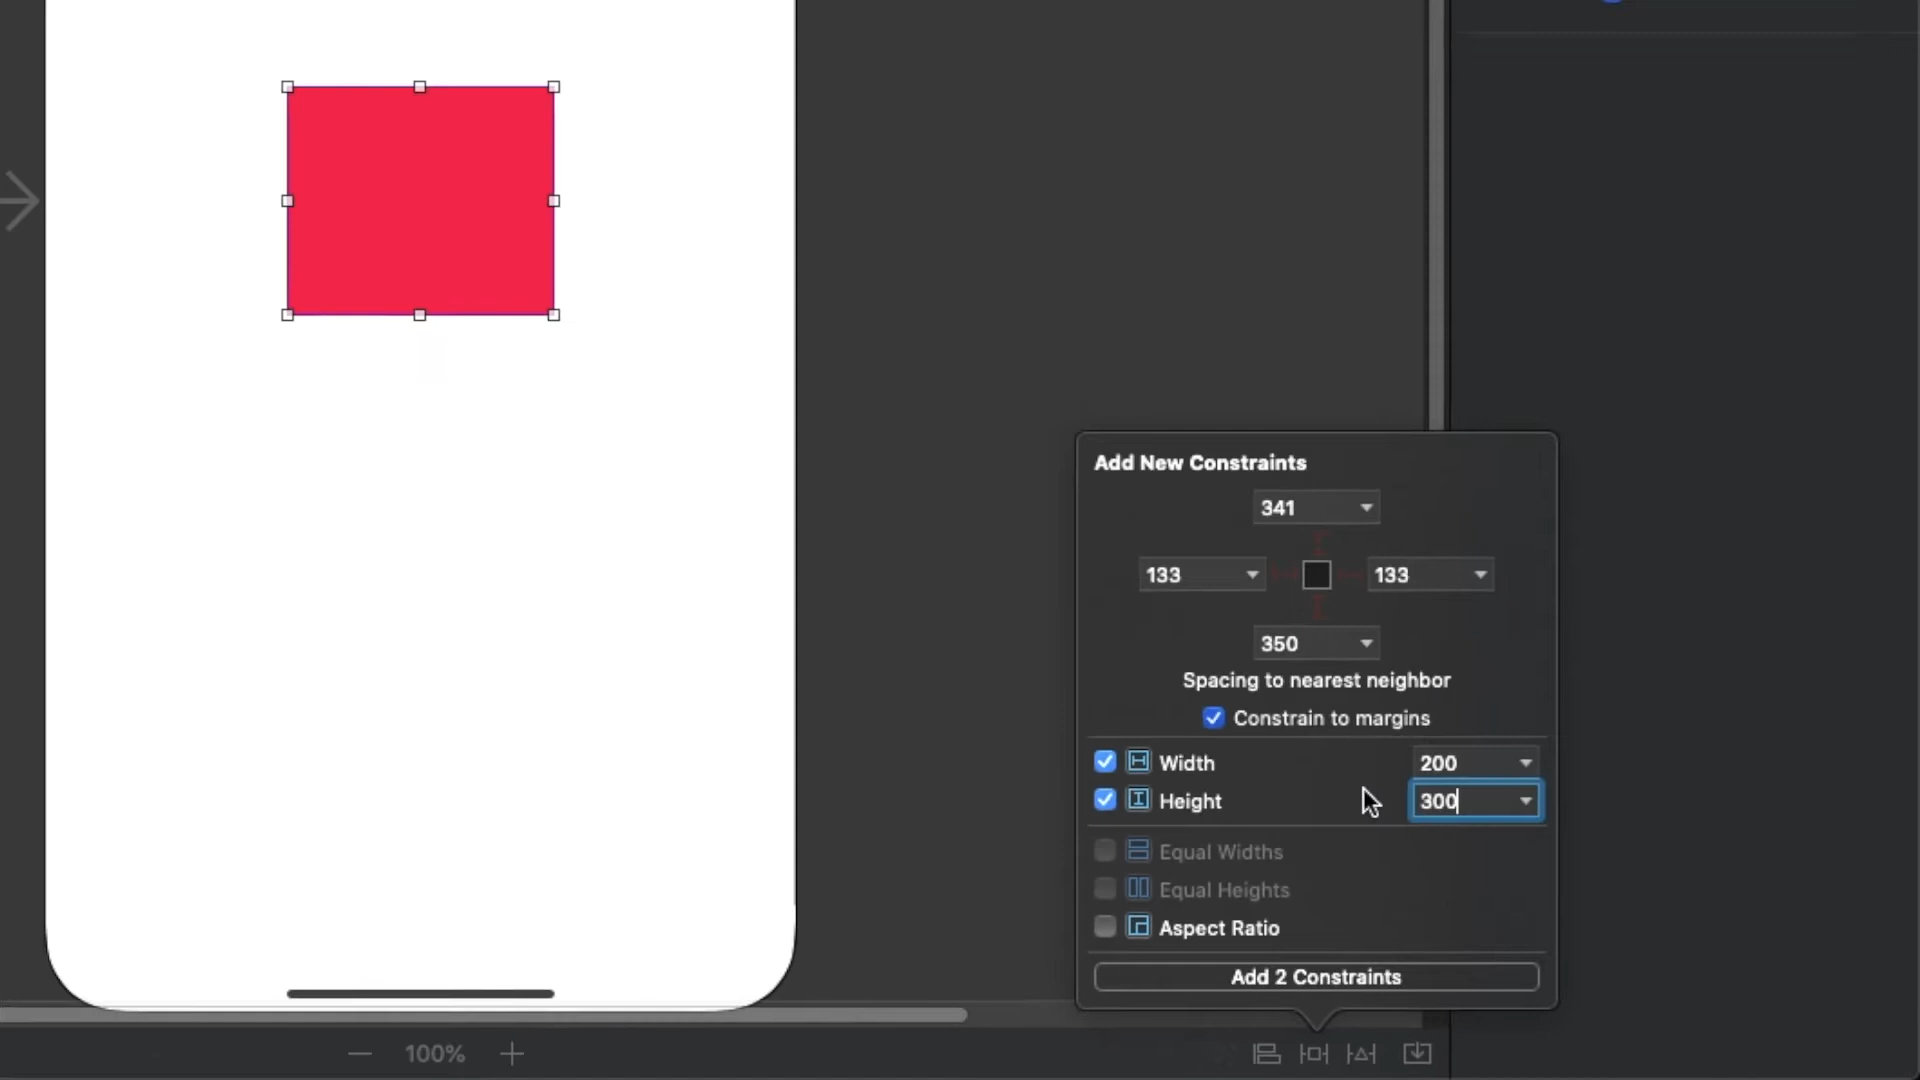 Add New Constraints
341
133
133
350
Spacing to nearest neighbor
Constrain to margins
Width
200
Height
300
Equal Widths
Equal Heights
Aspect Ratio
Add 2 Constraints
100%